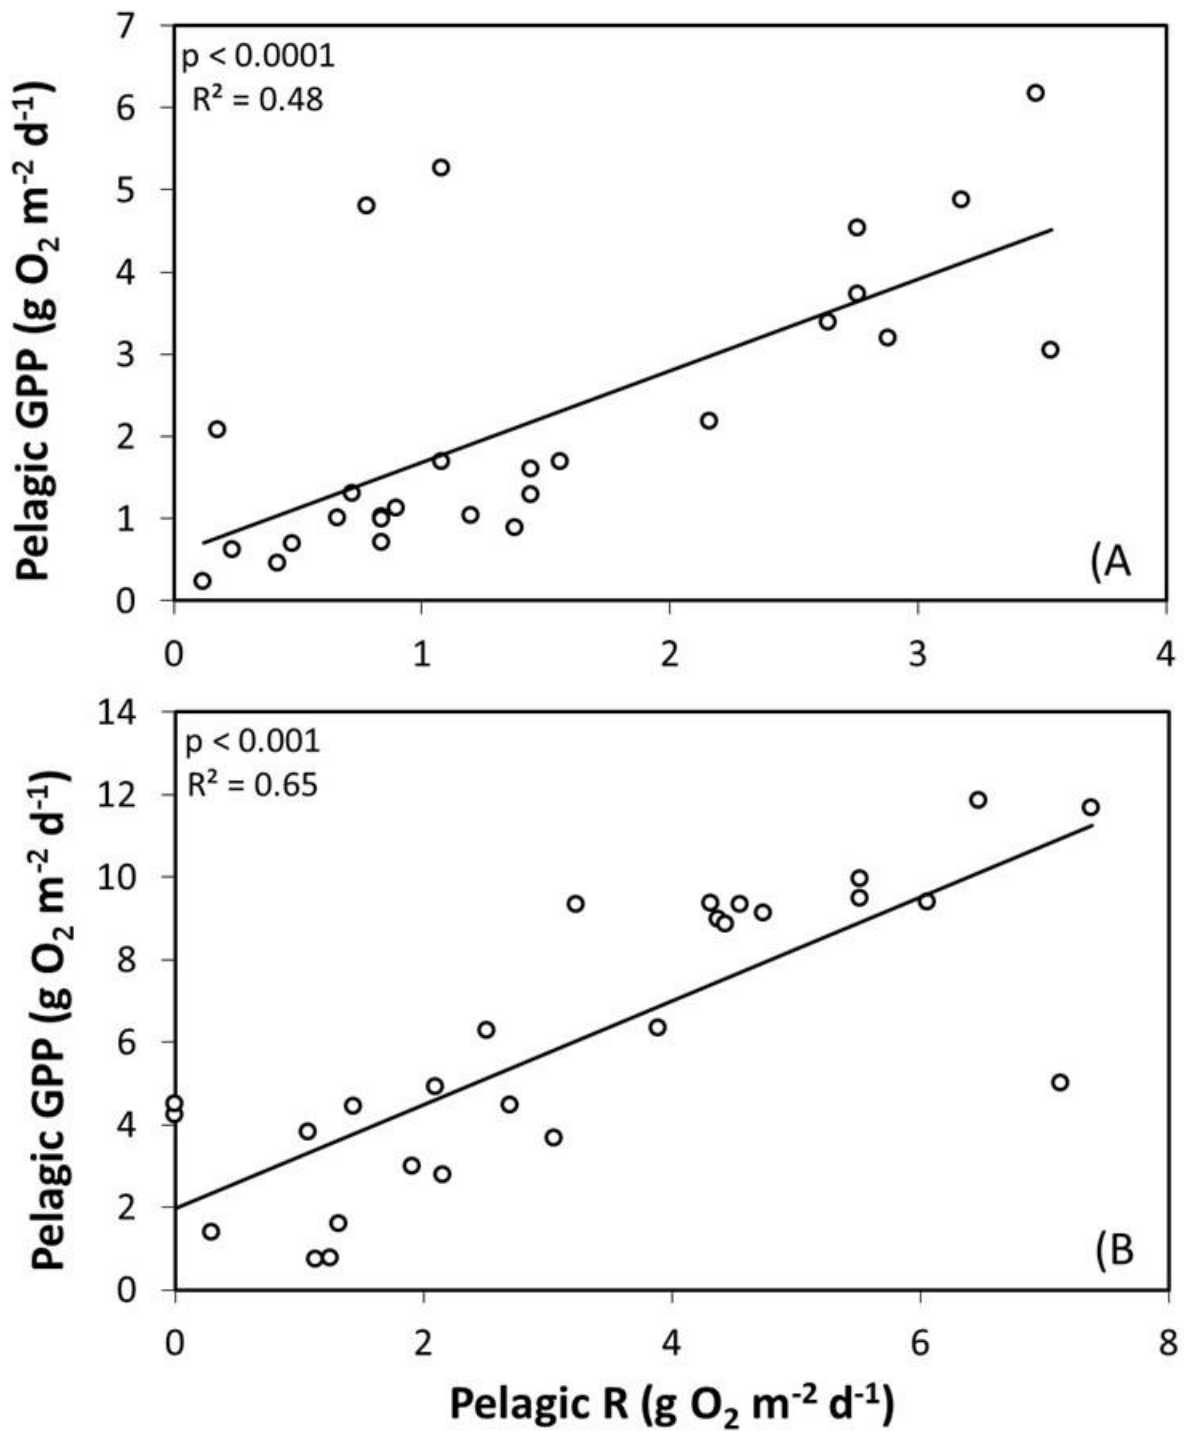 7
p < 0.0001
R² = 0.48
6
5
4
3
2
1
0
Pelagic GPP (g O₂ m⁻² d⁻¹)
(A
0 1 2 3 4
14
p < 0.001
R² = 0.65
12
10
8
6
4
2
0
Pelagic GPP (g O₂ m⁻² d⁻¹)
(B
0 2 4 6 8
Pelagic R (g O₂ m⁻² d⁻¹)